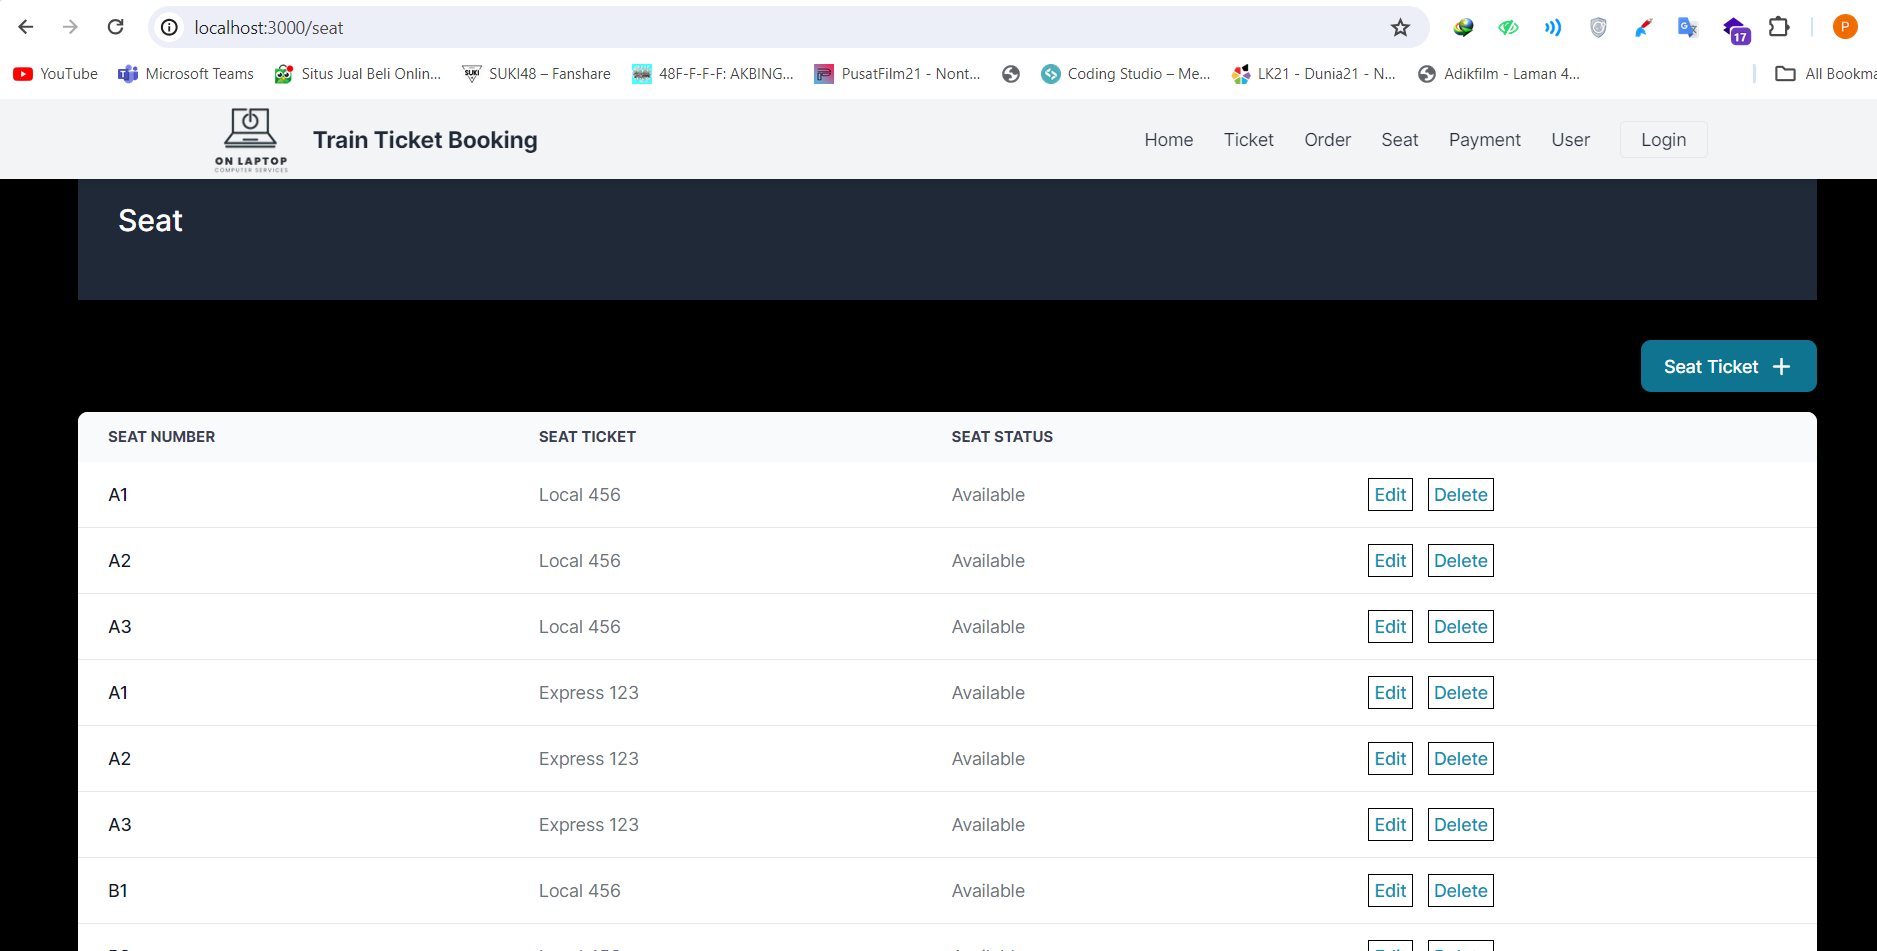 localhost:3000/seat
17
P
YouTube
Microsoft Teams
Situs Jual Beli Onlin...
SUKI48 – Fanshare
48F-F-F-F: AKBING...
PusatFilm21 - Nont...
Coding Studio – Me...
LK21 - Dunia21 - N...
Adikfilm - Laman 4...
All Bookma
ON LAPTOP
COMPUTER SERVICES
Train Ticket Booking
Home Ticket Order Seat Payment User Login
Seat
Seat Ticket +
SEAT NUMBER SEAT TICKET SEAT STATUS
A1 Local 456 Available Edit Delete
A2 Local 456 Available Edit Delete
A3 Local 456 Available Edit Delete
A1 Express 123 Available Edit Delete
A2 Express 123 Available Edit Delete
A3 Express 123 Available Edit Delete
B1 Local 456 Available Edit Delete